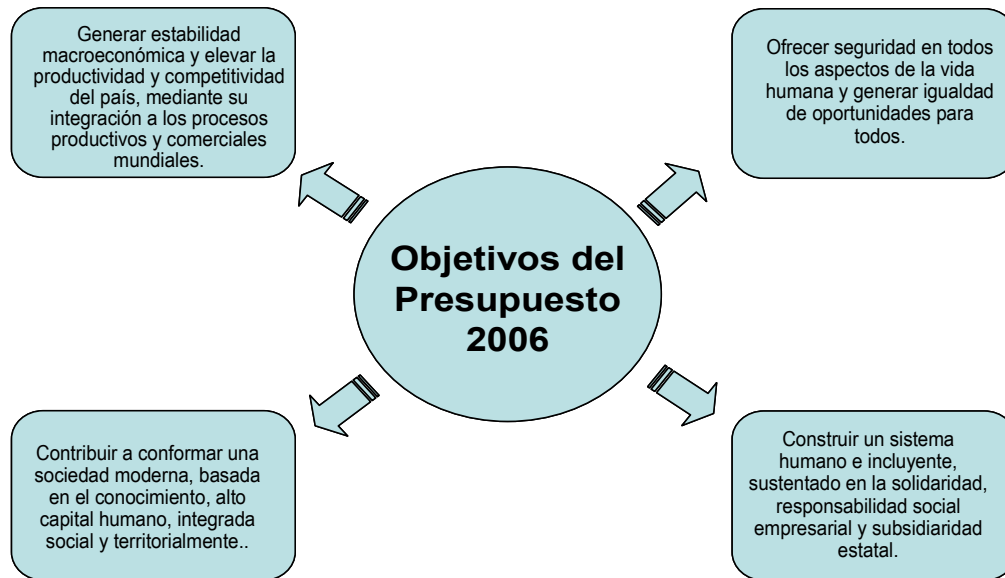 Generar estabilidad
macroeconómica y elevar la
productividad y competitividad
del país, mediante su
integración a los procesos
productivos y comerciales
mundiales.
Ofrecer seguridad en todos
los aspectos de la vida
humana y generar igualdad
de oportunidades para
todos.
Objetivos del
Presupuesto
2006
Contribuir a conformar una
sociedad moderna, basada
en el conocimiento, alto
capital humano, integrada
social y territorialmente..
Construir un sistema
humano e incluyente,
sustentado en la solidaridad,
responsabilidad social
empresarial y subsidiaridad
estatal.